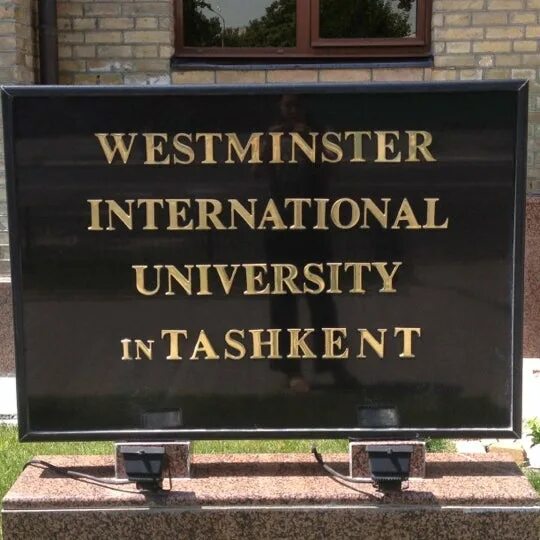 WESTMINSTER
INTERNATIONAL
UNIVERSITY
IN TASHKENT